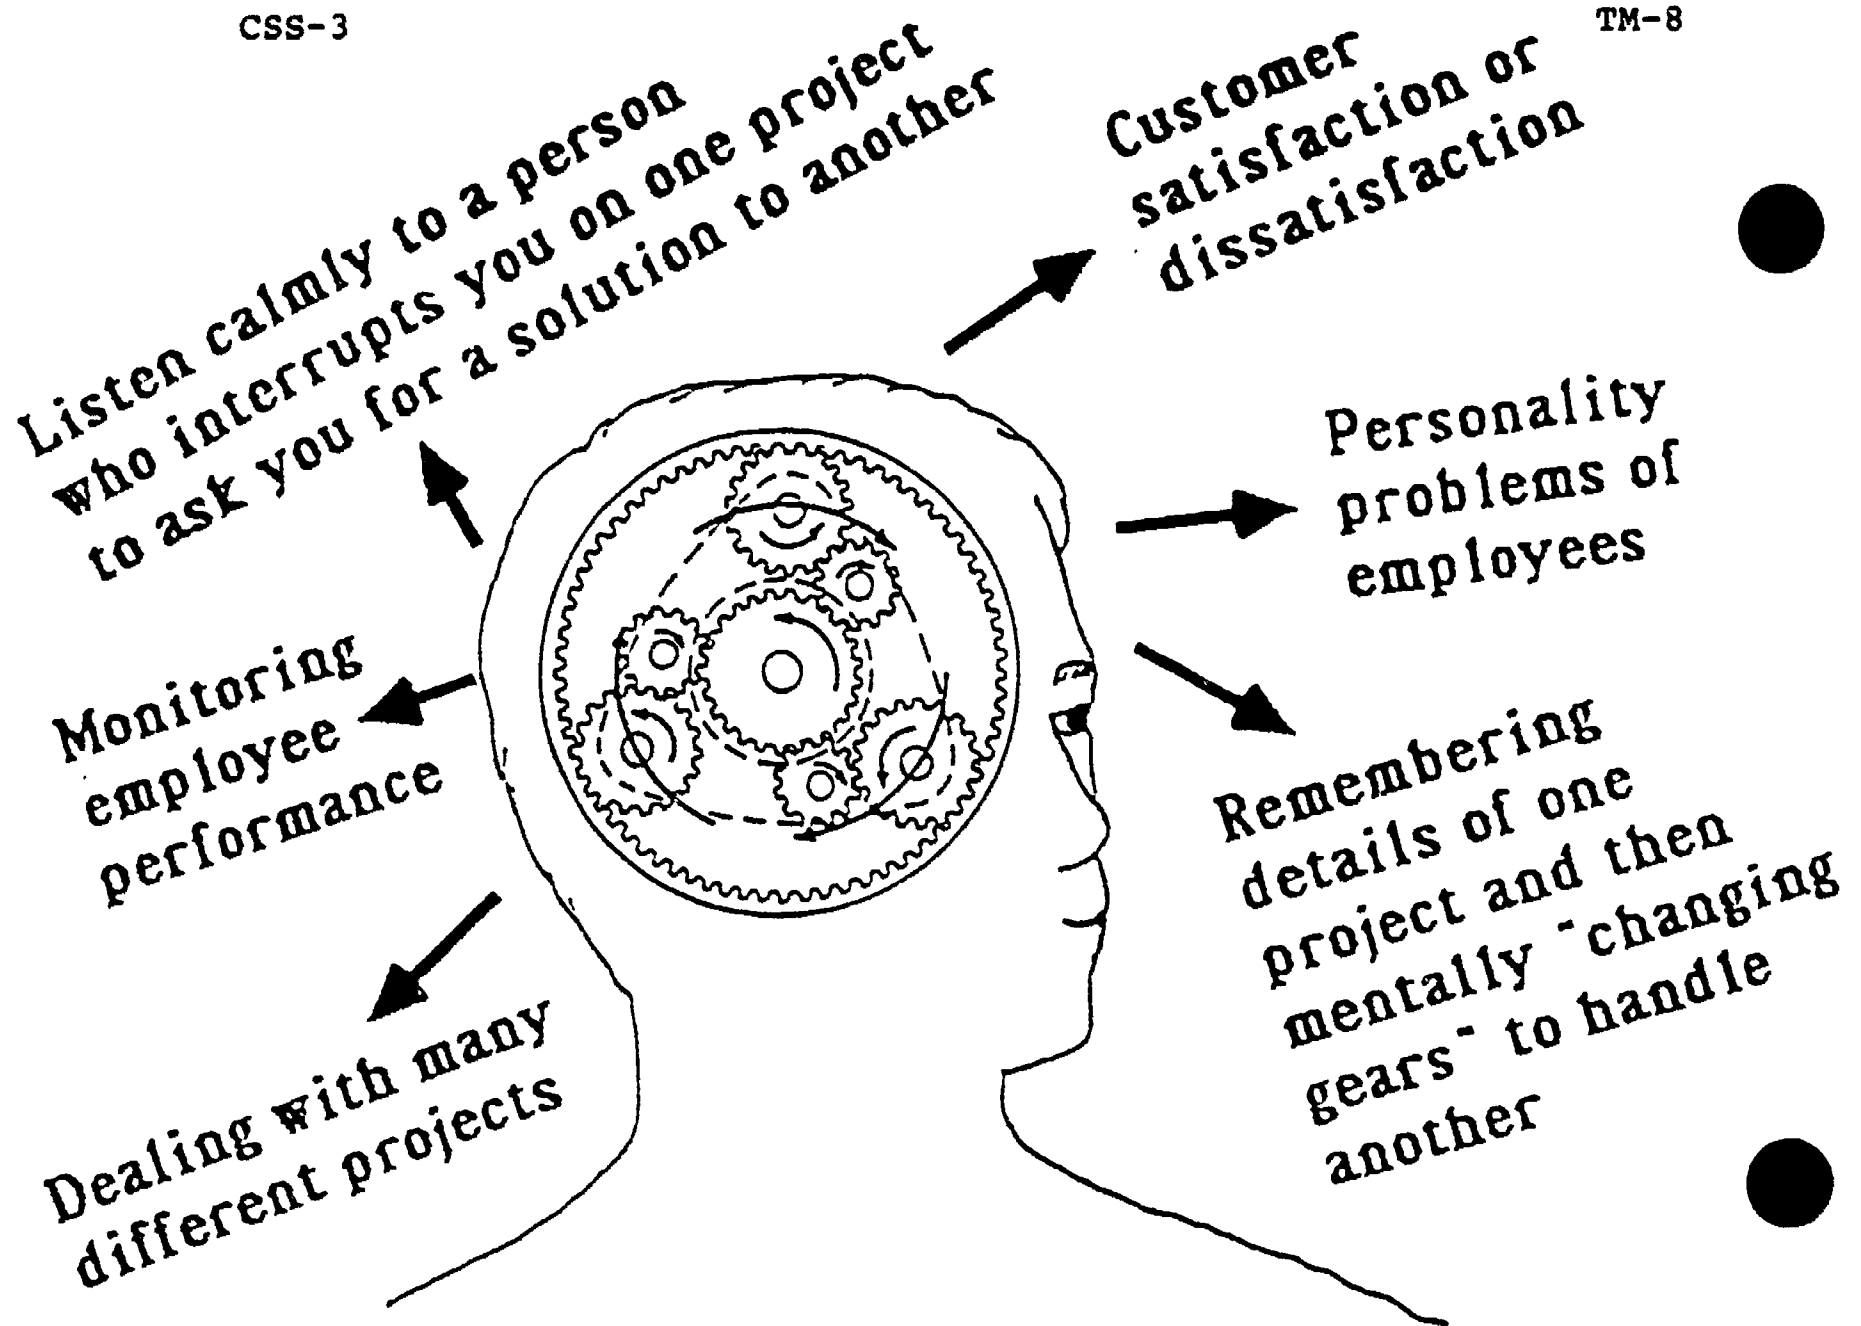 CSS-3
TM-8
Listen calmly to a person
who interrupts you on one project
to ask you for a solution to another
Customer
satisfaction or
dissatisfaction
Personality
problems of
employees
Monitoring
employee
performance
Remembering
details of one
project and then
mentally "changing
gears" to handle
another
Dealing with many
different projects